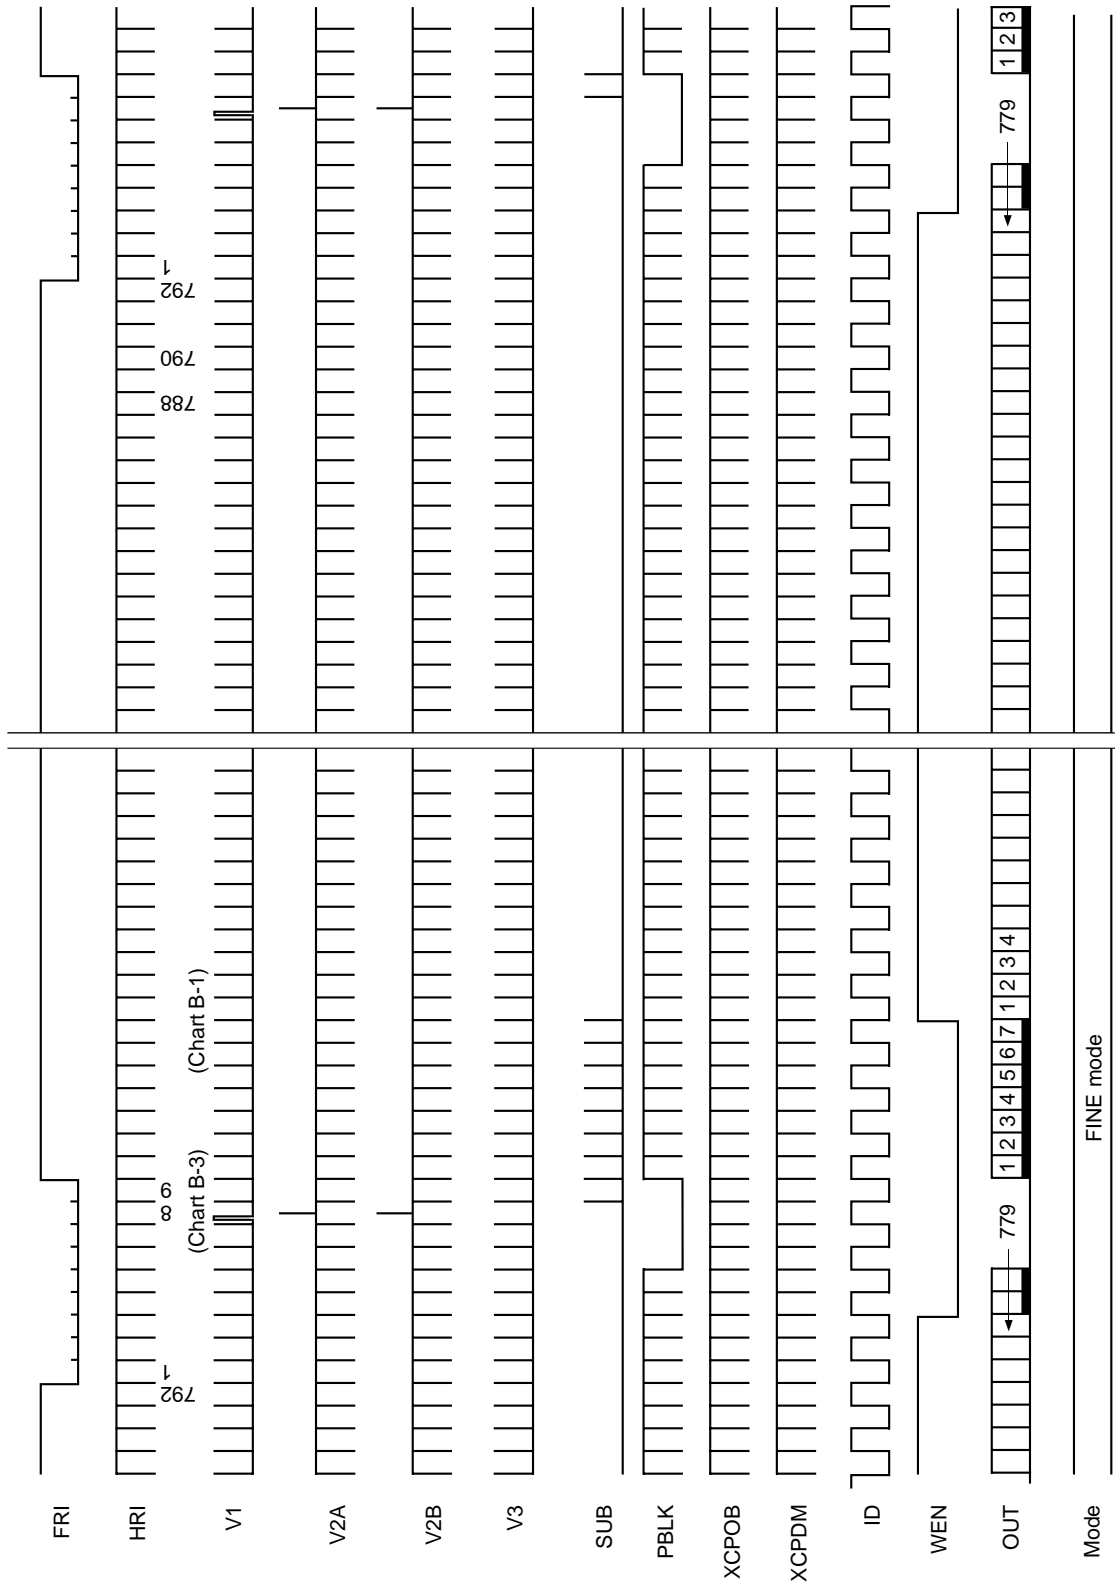 FRI
HRI
792
1
8
9
788
790
792
1
V1
(Chart B-3)
(Chart B-1)
V2A
V2B
V3
SUB
PBLK
XCPOB
XCPDM
ID
WEN
OUT
779
1 2 3 4 5 6 7 1 2 3 4
779
1 2 3
Mode
FINE mode